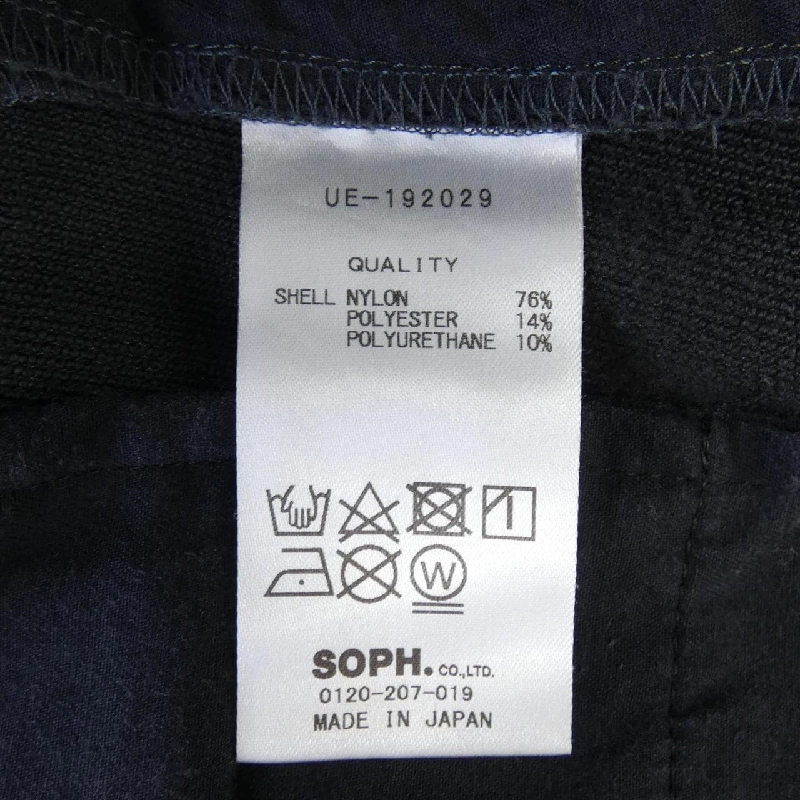 UE-192029
QUALITY
SHELL NYLON 76%
POLYESTER 14%
POLYURETHANE 10%
W
SOPH. CO.,LTD.
0120-207-019
MADE IN JAPAN